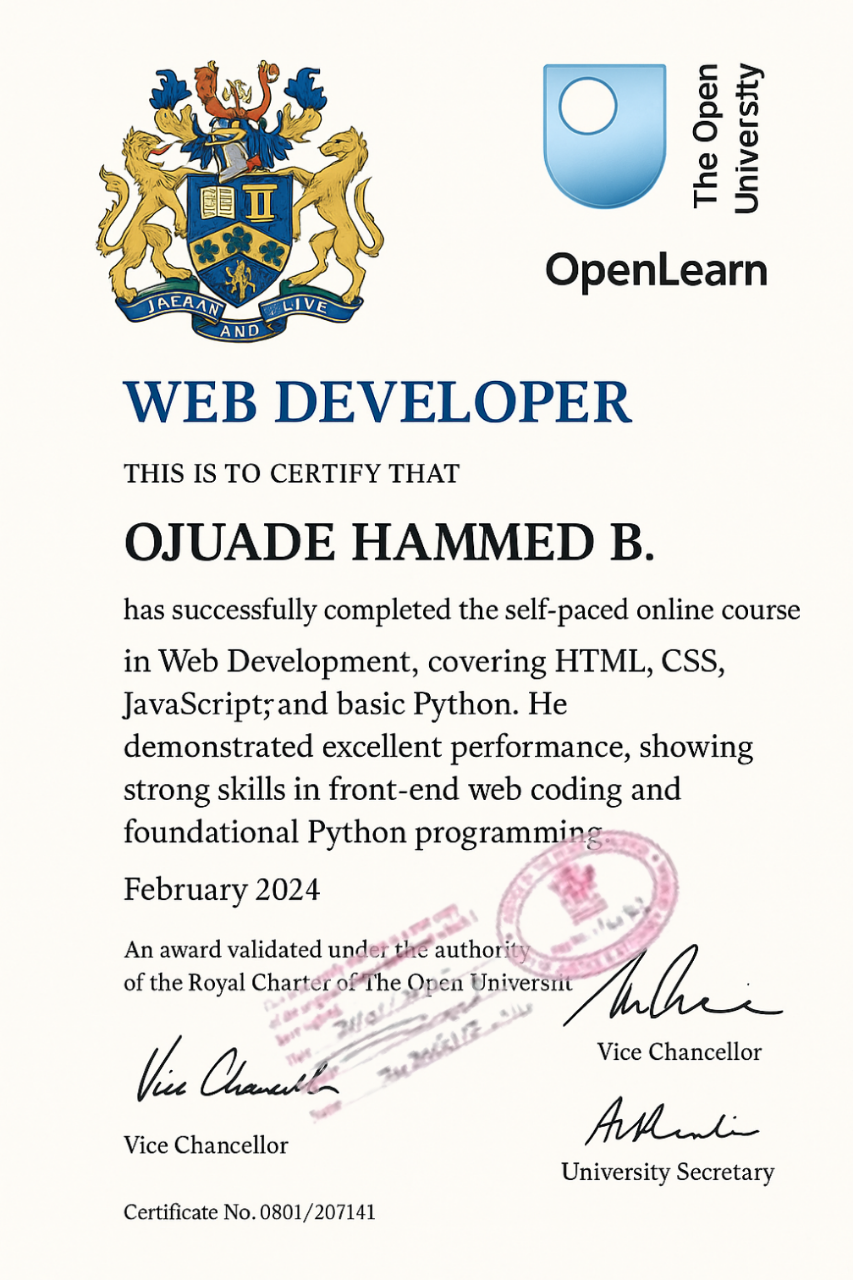 The Open
University
OpenLearn
JAEAAN AND LIVE
WEB DEVELOPER
THIS IS TO CERTIFY THAT
OJUADE HAMMED B.
has successfully completed the self-paced online course
in Web Development, covering HTML, CSS,
JavaScript; and basic Python. He
demonstrated excellent performance, showing
strong skills in front-end web coding and
foundational Python programming.
February 2024
An award validated under the authority
of the Royal Charter of The Open Universit
Vice Chancellor
Vice Chancellor
University Secretary
Certificate No. 0801/207141